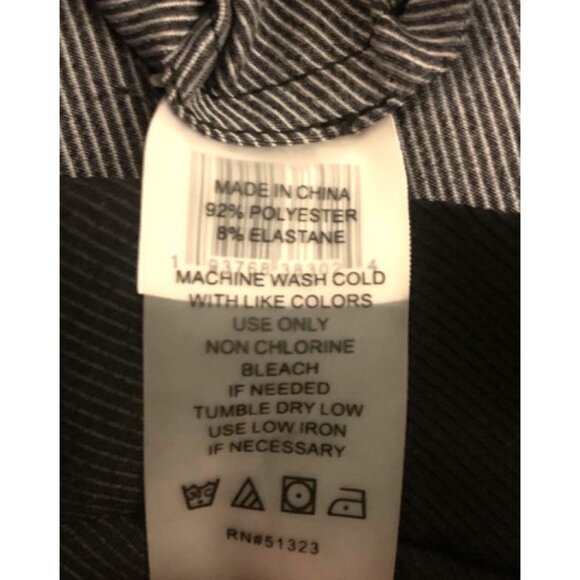 MADE IN CHINA
92% POLYESTER
8% ELASTANE
MACHINE WASH COLD
WITH LIKE COLORS
USE ONLY
NON CHLORINE
BLEACH
IF NEEDED
TUMBLE DRY LOW
USE LOW IRON
IF NECESSARY
RN#51323